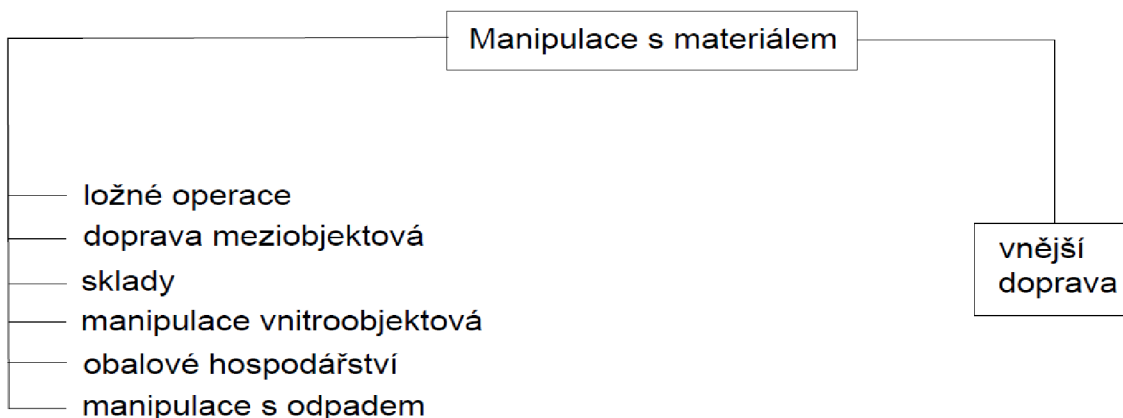 Manipulace s materiálem
ložné operace
doprava meziobjektová
sklady
manipulace vnitroobjektová
obalové hospodářství
manipulace s odpadem
vnější
doprava